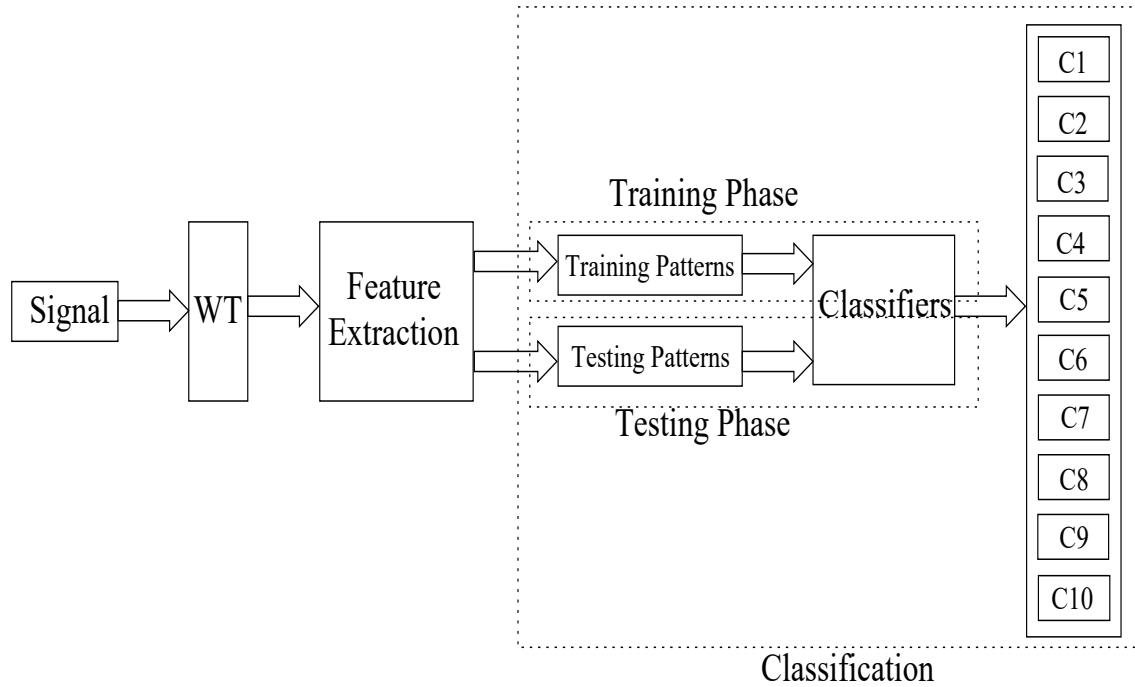 Signal
WT
Feature
Extraction
Training Phase
Training Patterns
Testing Patterns
Testing Phase
Classifiers
C1
C2
C3
C4
C5
C6
C7
C8
C9
C10
Classification